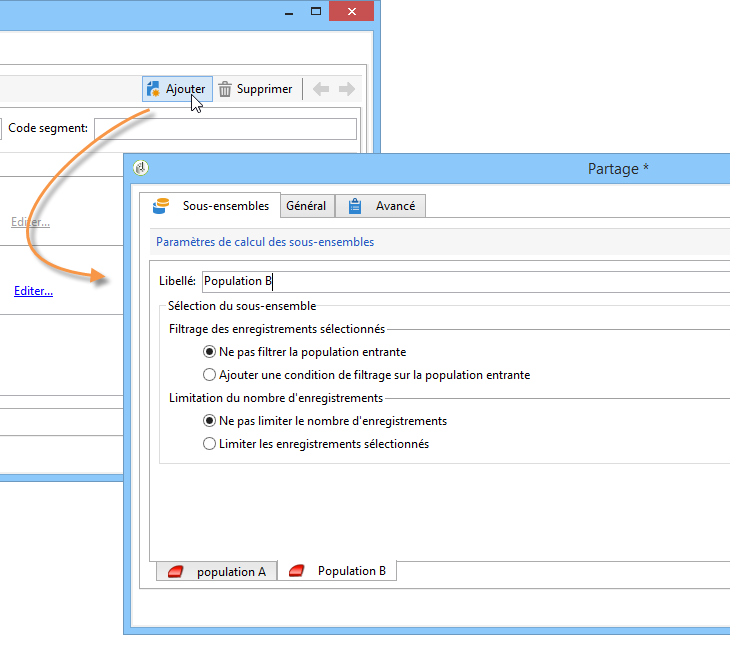 Ajouter Supprimer
Code segment:
Editer...
Editer...
Partage *
Sous-ensembles Général Avancé
Paramètres de calcul des sous-ensembles
Libellé: Population B
Sélection du sous-ensemble
Filtrage des enregistrements sélectionnés
Ne pas filtrer la population entrante
Ajouter une condition de filtrage sur la population entrante
Limitation du nombre d'enregistrements
Ne pas limiter le nombre d'enregistrements
Limiter les enregistrements sélectionnés
population A Population B